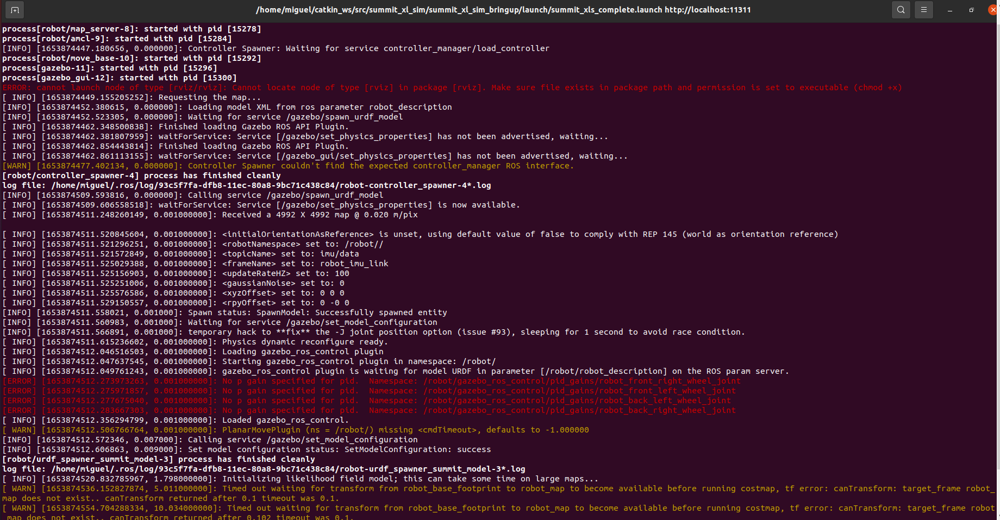 /home/miguel/catkin_ws/src/summit_xl_sim/summit_xl_sim_bringup/launch/summit_xls_complete.launch http://localhost:11311
process[robot/map_server-8]: started with pid [15278]
process[robot/amcl-9]: started with pid [15284]
[INFO] [1653874447.180656, 0.000000]: Controller Spawner: Waiting for service controller_manager/load_controller
process[robot/move_base-10]: started with pid [15292]
process[gazebo-11]: started with pid [15296]
process[gazebo_gui-12]: started with pid [15300]
ERROR: cannot launch node of type [rviz/rviz]: Cannot locate node of type [rviz] in package [rviz]. Make sure file exists in package path and permission is set to executable (chmod +x)
[ INFO] [1653874449.155205252]: Requesting the map...
[INFO] [1653874452.380615, 0.000000]: Loading model XML from ros parameter robot_description
[INFO] [1653874452.523305, 0.000000]: Waiting for service /gazebo/spawn_urdf_model
[ INFO] [1653874462.348500838]: Finished loading Gazebo ROS API Plugin.
[ INFO] [1653874462.381807959]: waitForService: Service [/gazebo/set_physics_properties] has not been advertised, waiting...
[ INFO] [1653874462.854443814]: Finished loading Gazebo ROS API Plugin.
[ INFO] [1653874462.861113155]: waitForService: Service [/gazebo_gui/set_physics_properties] has not been advertised, waiting...
[WARN] [1653874477.402134, 0.000000]: Controller Spawner couldn't find the expected controller_manager ROS interface.
[robot/controller_spawner-4] process has finished cleanly
log file: /home/miguel/.ros/log/93c5f7fa-dfb8-11ec-80a8-9bc71c438c84/robot-controller_spawner-4*.log
[INFO] [1653874509.593816, 0.000000]: Calling service /gazebo/spawn_urdf_model
[ INFO] [1653874509.606558518]: waitForService: Service [/gazebo/set_physics_properties] is now available.
[ INFO] [1653874511.248260149, 0.001000000]: Received a 4992 X 4992 map @ 0.020 m/pix
[ INFO] [1653874511.520845604, 0.001000000]: <initialOrientationAsReference> is unset, using default value of false to comply with REP 145 (world as orientation reference)
[ INFO] [1653874511.521296251, 0.001000000]: <robotNamespace> set to: /robot//
[ INFO] [1653874511.521572849, 0.001000000]: <topicName> set to: imu/data
[ INFO] [1653874511.525029388, 0.001000000]: <frameName> set to: robot_imu_link
[ INFO] [1653874511.525156903, 0.001000000]: <updateRateHZ> set to: 100
[ INFO] [1653874511.525251006, 0.001000000]: <gaussianNoise> set to: 0
[ INFO] [1653874511.525576586, 0.001000000]: <xyzOffset> set to: 0 0 0
[ INFO] [1653874511.529150557, 0.001000000]: <rpyOffset> set to: 0 -0 0
[INFO] [1653874511.558021, 0.001000]: Spawn status: SpawnModel: Successfully spawned entity
[INFO] [1653874511.560983, 0.001000]: Waiting for service /gazebo/set_model_configuration
[INFO] [1653874511.566891, 0.001000]: temporary hack to **fix** the -J joint position option (issue #93), sleeping for 1 second to avoid race condition.
[ INFO] [1653874511.615236602, 0.001000000]: Physics dynamic reconfigure ready.
[ INFO] [1653874512.046516503, 0.001000000]: Loading gazebo_ros_control plugin
[ INFO] [1653874512.047637545, 0.001000000]: Starting gazebo_ros_control plugin in namespace: /robot/
[ INFO] [1653874512.049761243, 0.001000000]: gazebo_ros_control plugin is waiting for model URDF in parameter [/robot/robot_description] on the ROS param server.
[ERROR] [1653874512.273973263, 0.001000000]: No p gain specified for pid.  Namespace: /robot/gazebo_ros_control/pid_gains/robot_front_right_wheel_joint
[ERROR] [1653874512.275971857, 0.001000000]: No p gain specified for pid.  Namespace: /robot/gazebo_ros_control/pid_gains/robot_front_left_wheel_joint
[ERROR] [1653874512.277675040, 0.001000000]: No p gain specified for pid.  Namespace: /robot/gazebo_ros_control/pid_gains/robot_back_left_wheel_joint
[ERROR] [1653874512.283667303, 0.001000000]: No p gain specified for pid.  Namespace: /robot/gazebo_ros_control/pid_gains/robot_back_right_wheel_joint
[ INFO] [1653874512.356294799, 0.001000000]: Loaded gazebo_ros_control.
[ WARN] [1653874512.506766764, 0.001000000]: PlanarMovePlugin (ns = /robot/) missing <cmdTimeout>, defaults to -1.000000
[INFO] [1653874512.572346, 0.007000]: Calling service /gazebo/set_model_configuration
[INFO] [1653874512.606863, 0.009000]: Set model configuration status: SetModelConfiguration: success
[robot/urdf_spawner_summit_model-3] process has finished cleanly
log file: /home/miguel/.ros/log/93c5f7fa-dfb8-11ec-80a8-9bc71c438c84/robot-urdf_spawner_summit_model-3*.log
[ INFO] [1653874520.832785967, 1.798000000]: Initializing likelihood field model; this can take some time on large maps...
[ WARN] [1653874536.152827874, 5.011000000]: Timed out waiting for transform from robot_base_footprint to robot_map to become available before running costmap, tf error: canTransform: target_frame robot_
map does not exist.. canTransform returned after 0.1 timeout was 0.1.
[ WARN] [1653874554.704288334, 10.034000000]: Timed out waiting for transform from robot_base_footprint to robot_map to become available before running costmap, tf error: canTransform: target_frame robot
_map does not exist.. canTransform returned after 0.102 timeout was 0.1.